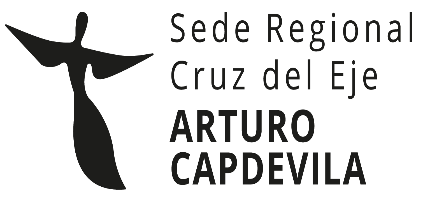 Sede Regional
Cruz del Eje
ARTURO
CAPDEVILA